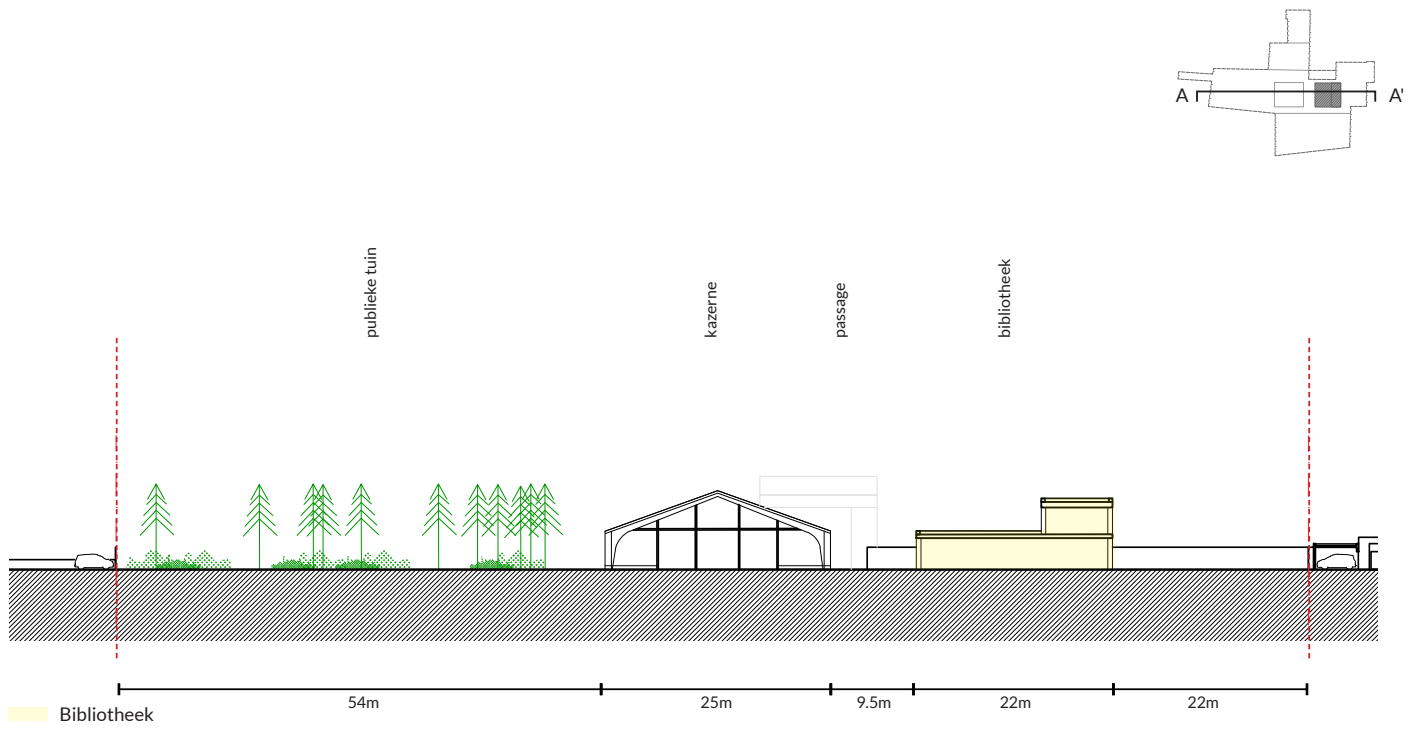 A
A'
publieke tuin
kazerne
passage
bibliotheek
54m
25m
9.5m
22m
22m
Bibliotheek